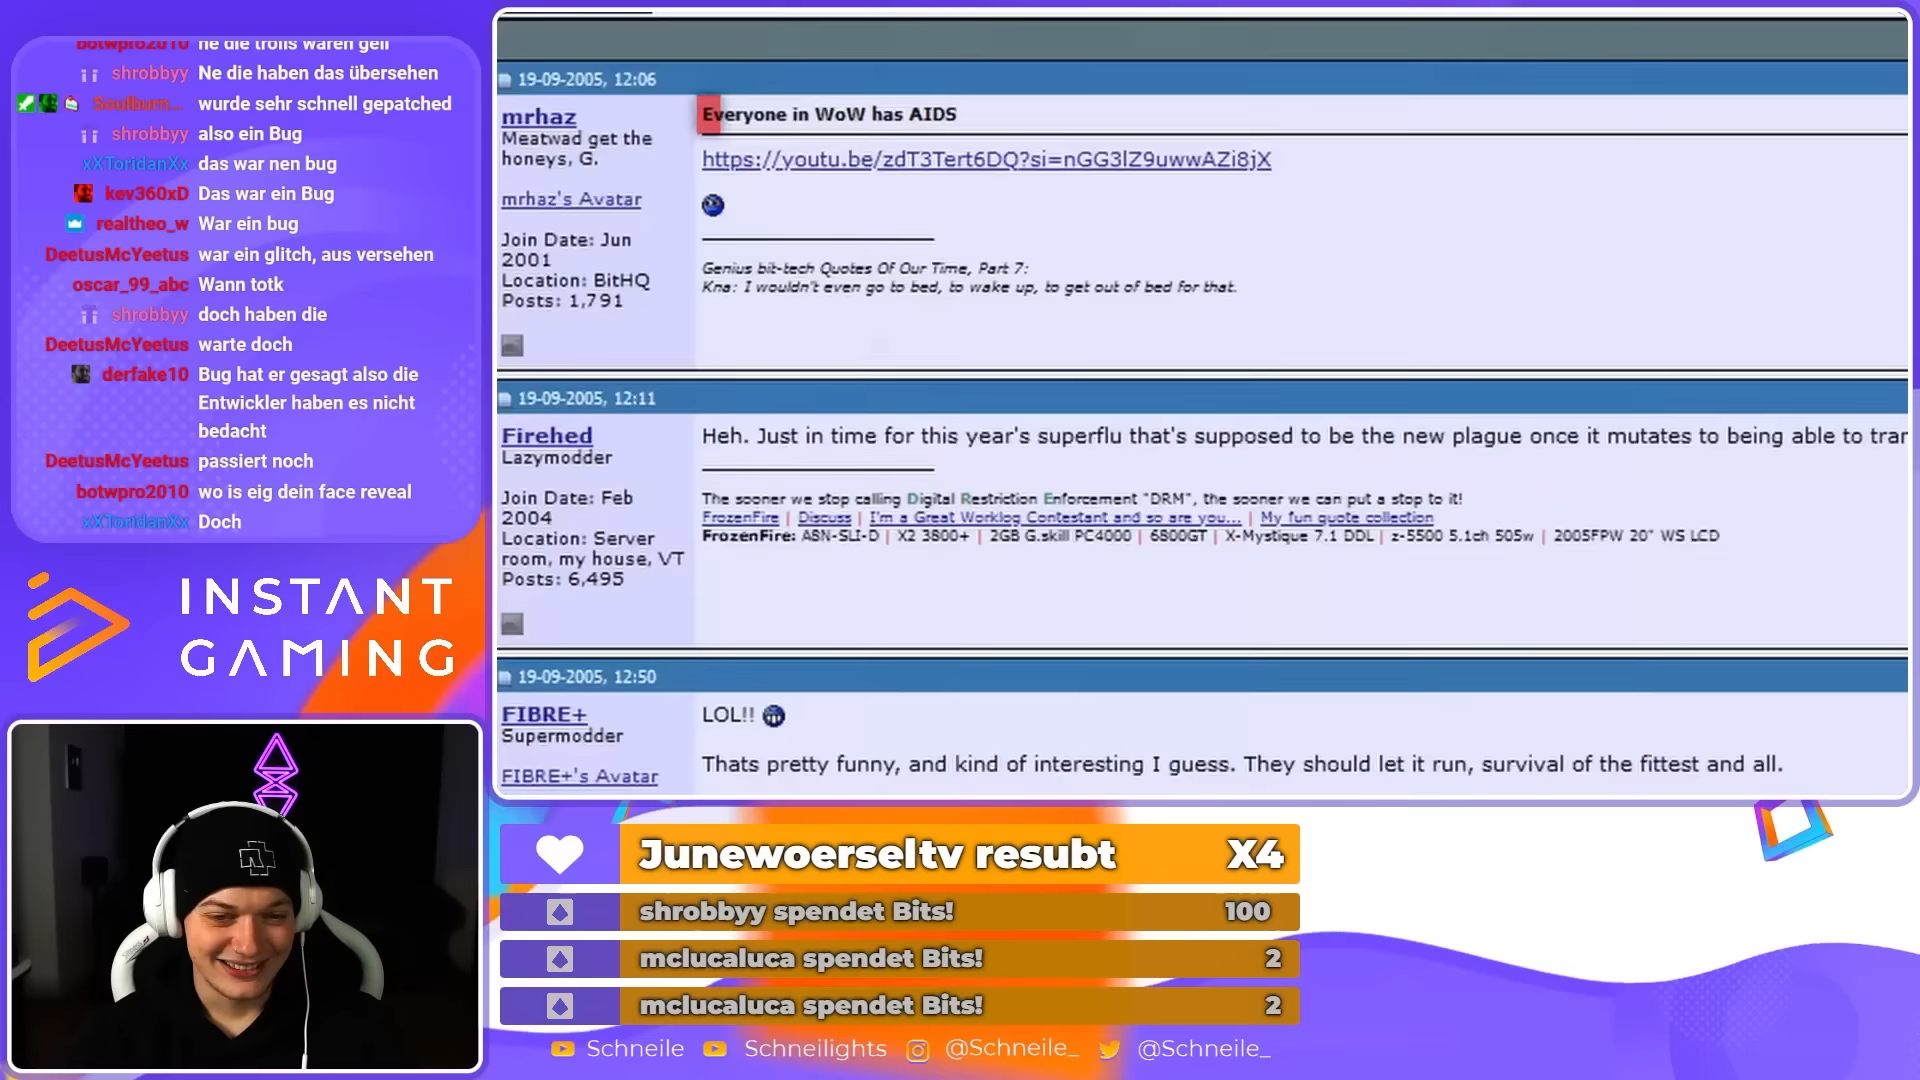 botwpro2010 ne die trolls waren geil
shrobbyy Ne die haben das übersehen
Soulburn... wurde sehr schnell gepatched
shrobbyy also ein Bug
xXToridanXx das war nen bug
kev360xD Das war ein Bug
realtheo_w War ein bug
DeetusMcYeetus war ein glitch, aus versehen
oscar_99_abc Wann totk
shrobbyy doch haben die
DeetusMcYeetus warte doch
derfake10 Bug hat er gesagt also die
Entwickler haben es nicht
bedacht
DeetusMcYeetus passiert noch
botwpro2010 wo is eig dein face reveal
xXToridanXx Doch
INSTANT
GAMING
19-09-2005, 12:06
mrhaz
Meatwad get the
honeys, G.
mrhaz's Avatar
Join Date: Jun
2001
Location: BitHQ
Posts: 1,791
Everyone in WoW has AIDS
https://youtu.be/zdT3Tert6DQ?si=nGG3lZ9uwwAZi8jX
Genius bit-tech Quotes Of Our Time, Part 7:
Kna: I wouldn't even go to bed, to wake up, to get out of bed for that.
19-09-2005, 12:11
Firehed
Lazymodder
Join Date: Feb
2004
Location: Server
room, my house, VT
Posts: 6,495
Heh. Just in time for this year's superflu that's supposed to be the new plague once it mutates to being able to tran
The sooner we stop calling Digital Restriction Enforcement "DRM", the sooner we can put a stop to it!
FrozenFire | Discuss | I'm a Great Worklog Contestant and so are you... | My fun quote collection
FrozenFire: A8N-SLI-D | X2 3800+ | 2GB G.skill PC4000 | 6800GT | X-Mystique 7.1 DDL | z-5500 5.1ch 505w | 2005FPW 20" WS LCD
19-09-2005, 12:50
FIBRE+
Supermodder
FIBRE+'s Avatar
LOL!!
Thats pretty funny, and kind of interesting I guess. They should let it run, survival of the fittest and all.
Junewoerseltv resubt X4
shrobbyy spendet Bits! 100
mclucaluca spendet Bits! 2
mclucaluca spendet Bits! 2
Schneile Schneilights @Schneile_ @Schneile_